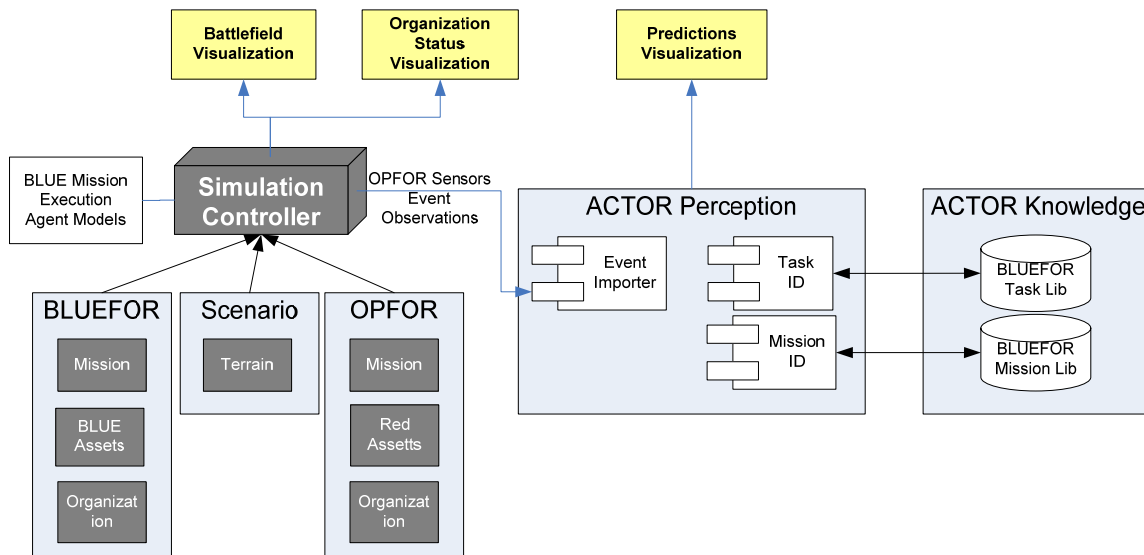 Battlefield
Visualization
Organization
Status
Visualization
Predictions
Visualization
BLUE Mission
Execution
Agent Models
Simulation
Controller
OPFOR Sensors
Event
Observations
ACTOR Perception
Event
Importer
Task
ID
Mission
ID
ACTOR Knowledge
BLUEFOR
Task Lib
BLUEFOR
Mission Lib
BLUEFOR
Mission
BLUE
Assets
Organizat
ion
Scenario
Terrain
OPFOR
Mission
Red
Assetts
Organizat
ion